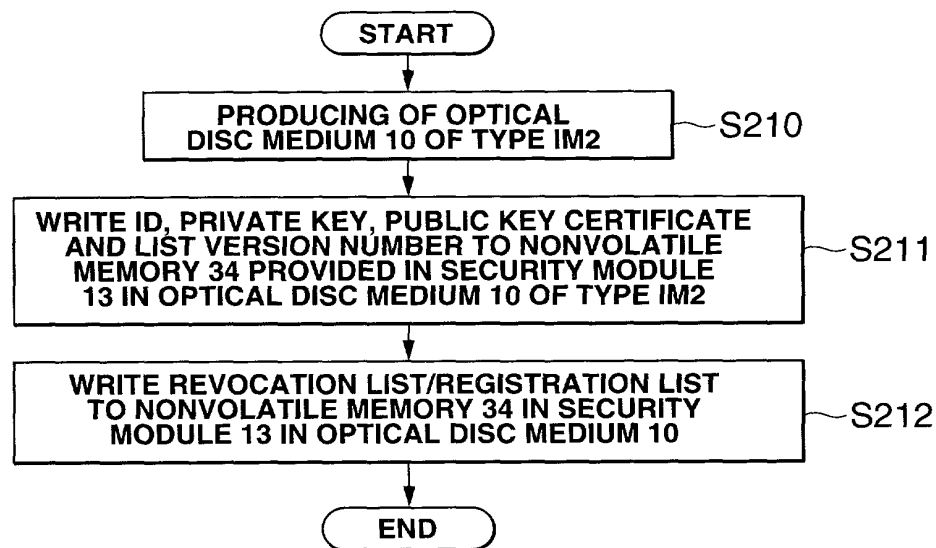 START
PRODUCING OF OPTICAL
DISC MEDIUM 10 OF TYPE IM2
S210
WRITE ID, PRIVATE KEY, PUBLIC KEY CERTIFICATE
AND LIST VERSION NUMBER TO NONVOLATILE
MEMORY 34 PROVIDED IN SECURITY MODULE
13 IN OPTICAL DISC MEDIUM 10 OF TYPE IM2
S211
WRITE REVOCATION LIST/REGISTRATION LIST
TO NONVOLATILE MEMORY 34 IN SECURITY
MODULE 13 IN OPTICAL DISC MEDIUM 10
S212
END